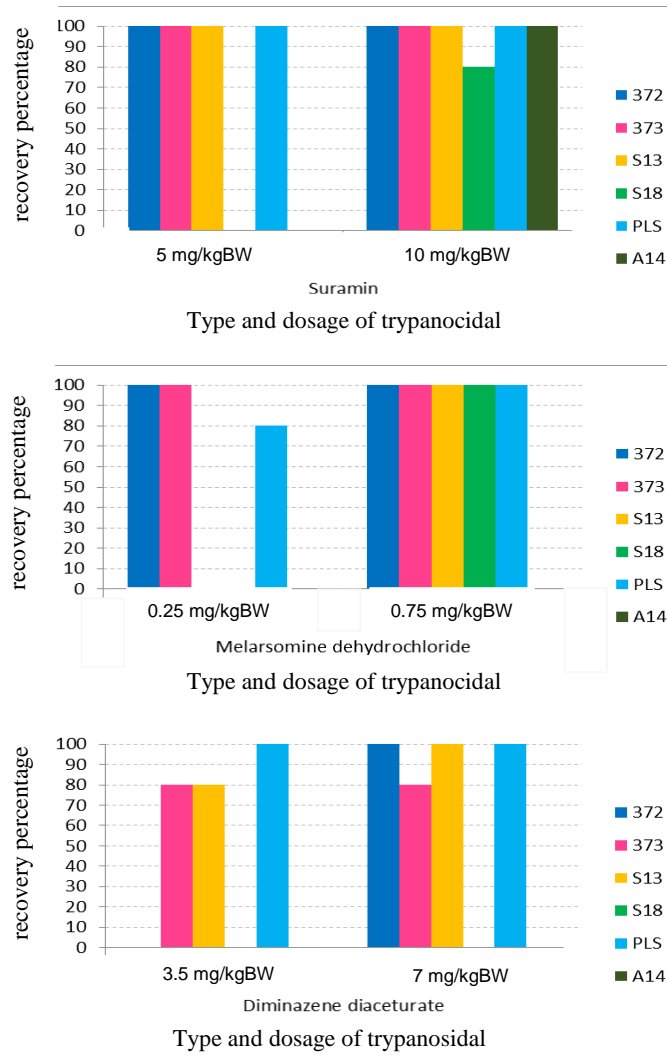 recovery percentage
100
90
80
70
60
50
40
30
20
10
0
5 mg/kgBW 10 mg/kgBW
Suramin
Type and dosage of trypanocidal
372
373
S13
S18
PLS
A14
recovery percentage
100
90
80
70
60
50
40
30
20
10
0
0.25 mg/kgBW 0.75 mg/kgBW
Melarsomine dehydrochloride
Type and dosage of trypanocidal
372
373
S13
S18
PLS
A14
recovery percentage
100
90
80
70
60
50
40
30
20
10
0
3.5 mg/kgBW 7 mg/kgBW
Diminazene diaceturate
Type and dosage of trypanosidal
372
373
S13
S18
PLS
A14